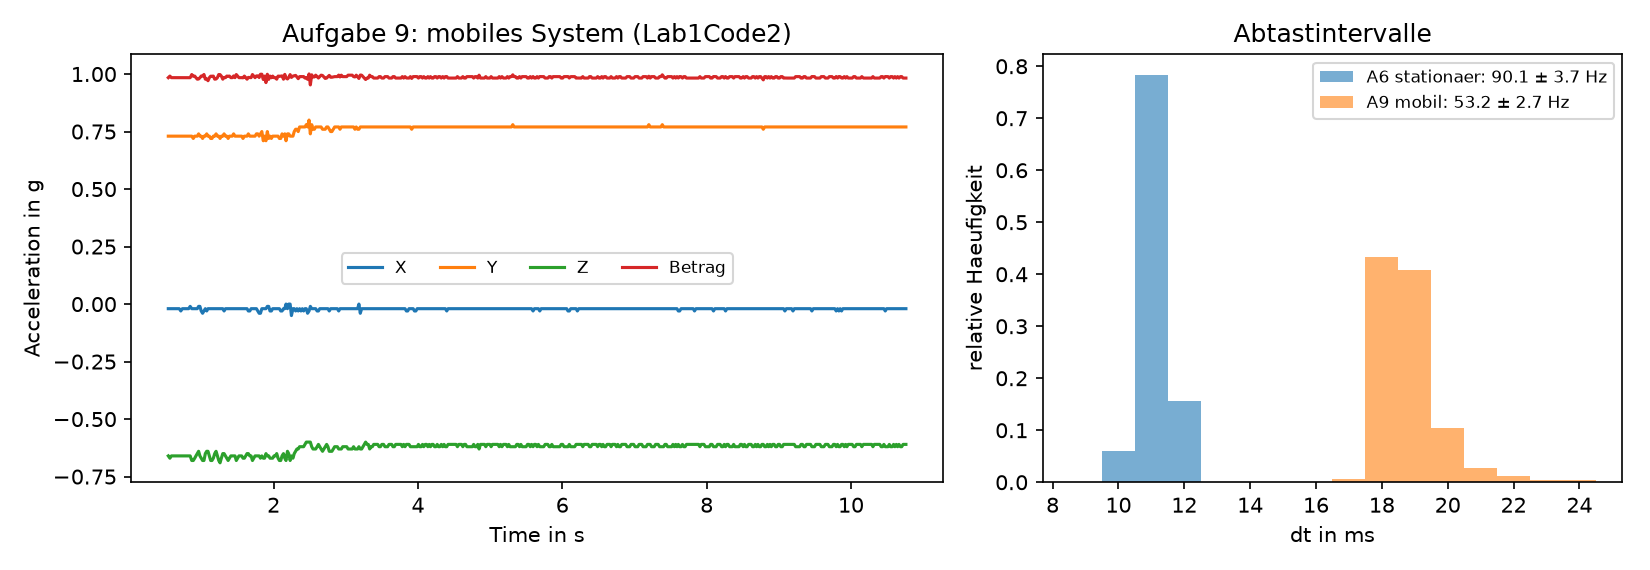 Aufgabe 9: mobiles System (Lab1Code2)
Acceleration in g
1.00
0.75
0.50
0.25
0.00
−0.25
−0.50
−0.75
X Y Z Betrag
2 4 6 8 10
Time in s
Abtastintervalle
relative Haeufigkeit
0.8
0.7
0.6
0.5
0.4
0.3
0.2
0.1
0.0
A6 stationaer: 90.1 ± 3.7 Hz
A9 mobil: 53.2 ± 2.7 Hz
8 10 12 14 16 18 20 22 24
dt in ms